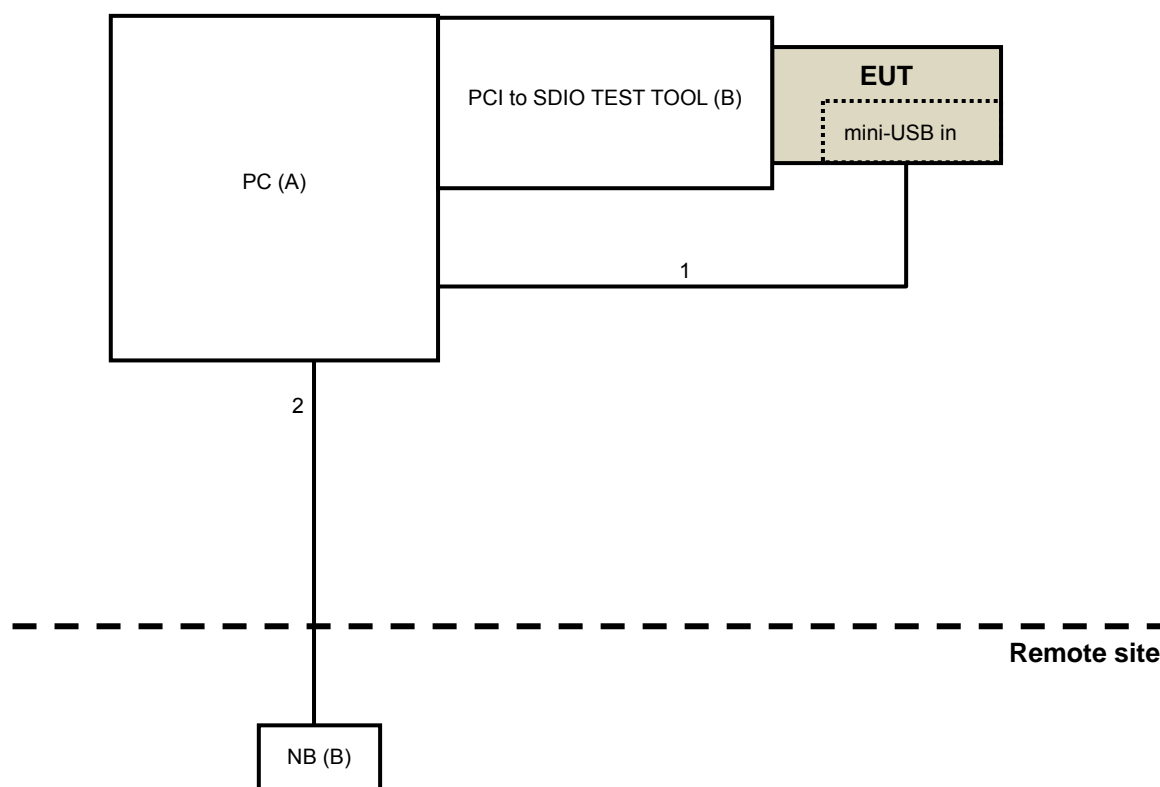 EUT
PCI to SDIO TEST TOOL (B)
mini-USB in
PC (A)
1
2
Remote site
NB (B)